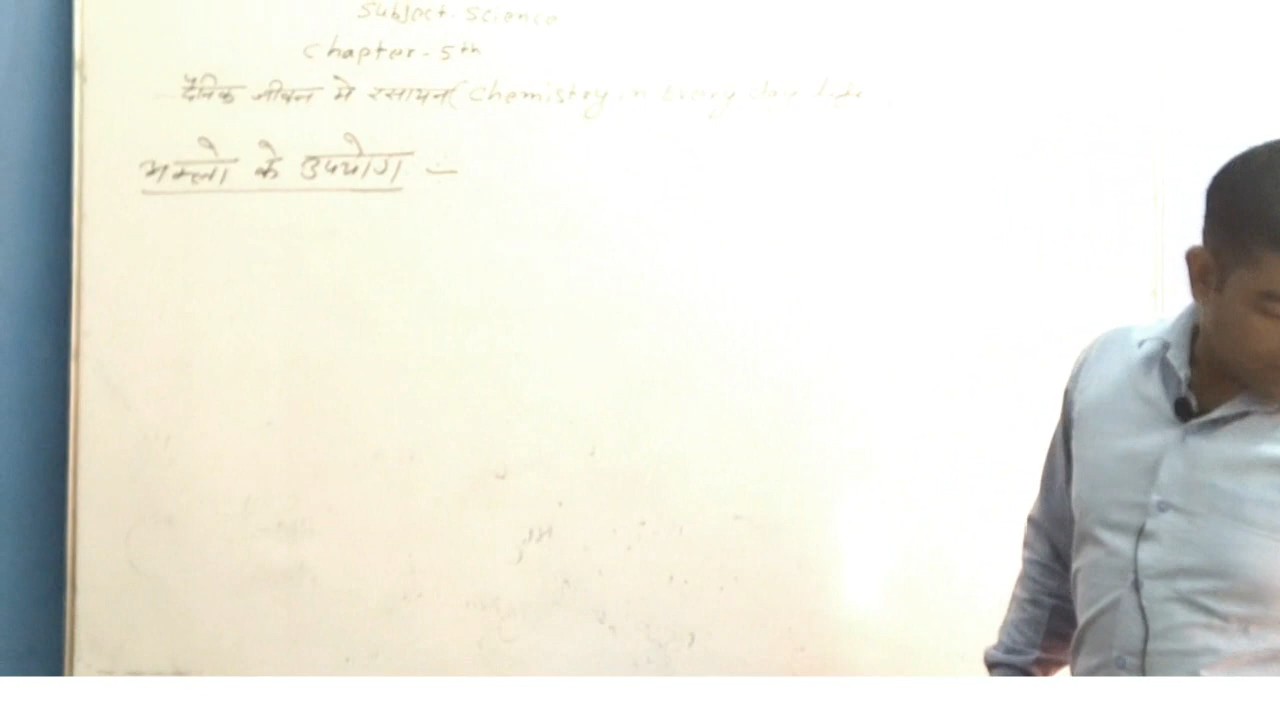 Subject. Science
Chapter-5th
दैनिक जीवन मे रसायन( Chemistry in Every day life
अम्लो के उपयोग :-